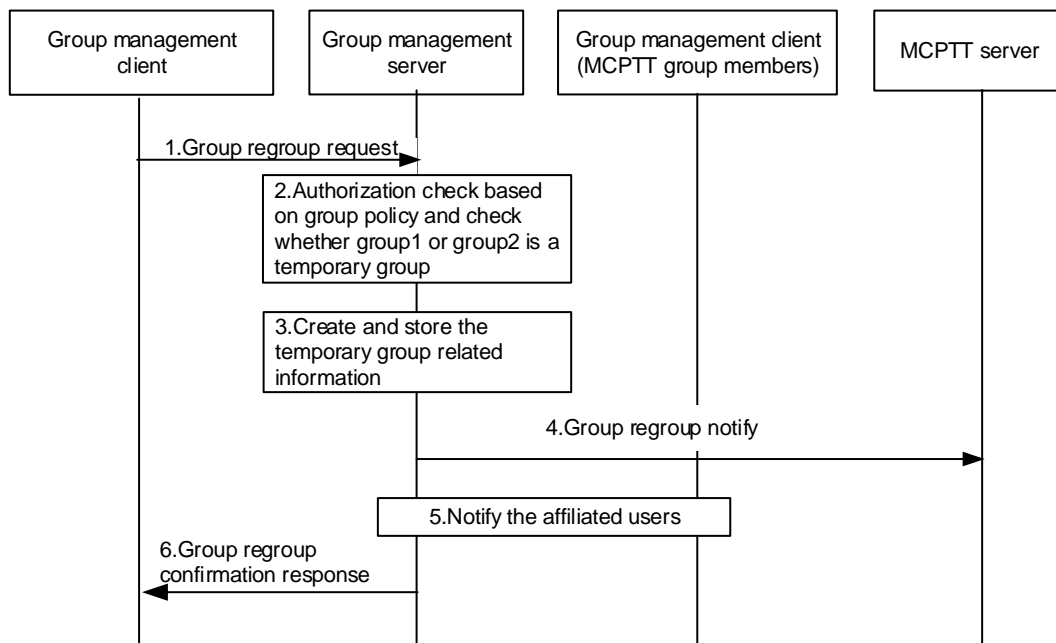 Group management
client
Group management
server
Group management client
(MCPTT group members)
MCPTT server
1.Group regroup request
2.Authorization check based
on group policy and check
whether group1 or group2 is a
temporary group
3.Create and store the
temporary group related
information
4.Group regroup notify
5.Notify the affiliated users
6.Group regroup
confirmation response